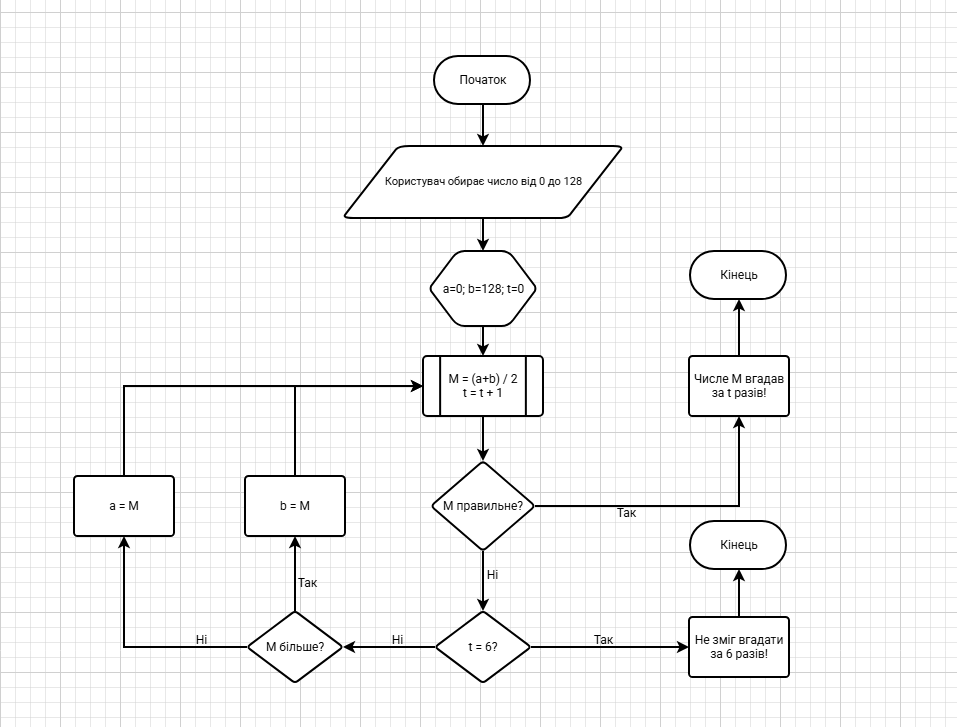 Початок
Користувач обирає число від 0 до 128
a=0; b=128; t=0
Кінець
M = (a+b) / 2
t = t + 1
Числе М вгадав
за t разів!
a = M
b = M
М правильне?
Так
Кінець
Ні
Так
М більше?
Ні
Ні
t = 6?
Так
Не зміг вгадати
за 6 разів!